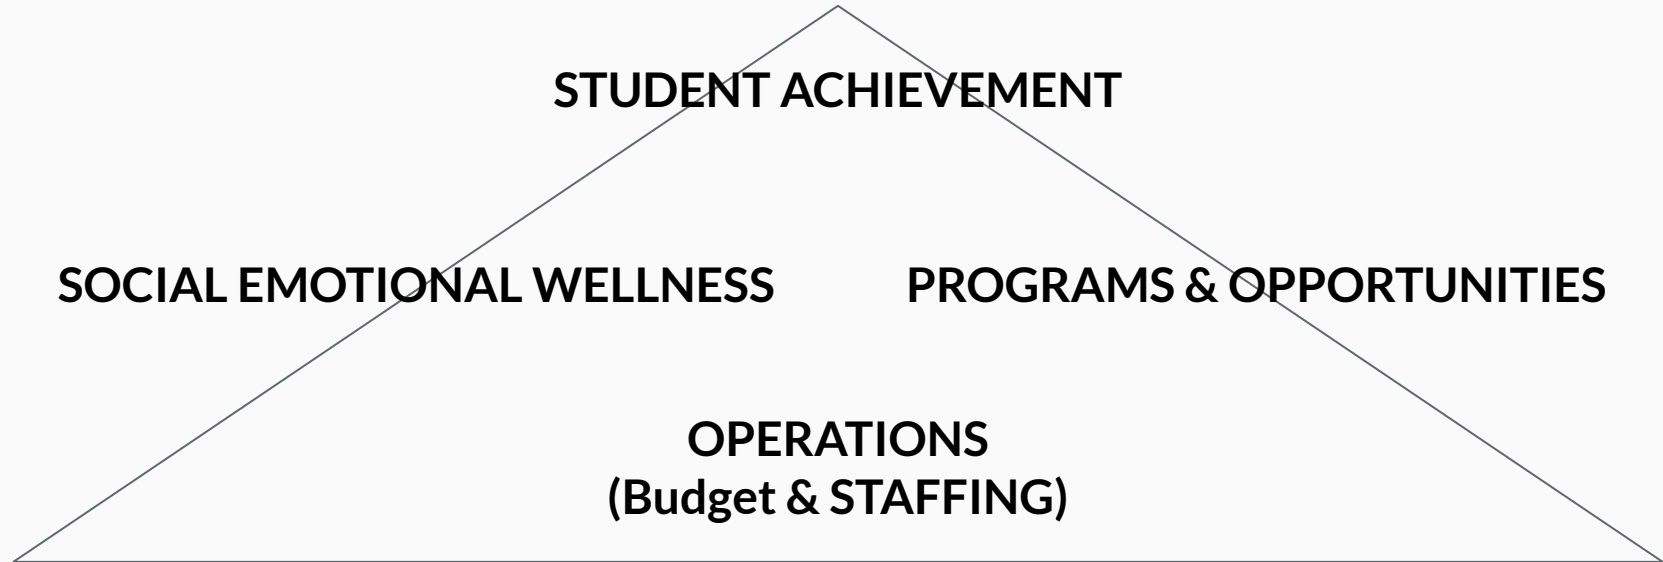 STUDENT ACHIEVEMENT
SOCIAL EMOTIONAL WELLNESS
PROGRAMS & OPPORTUNITIES
OPERATIONS
(Budget & STAFFING)